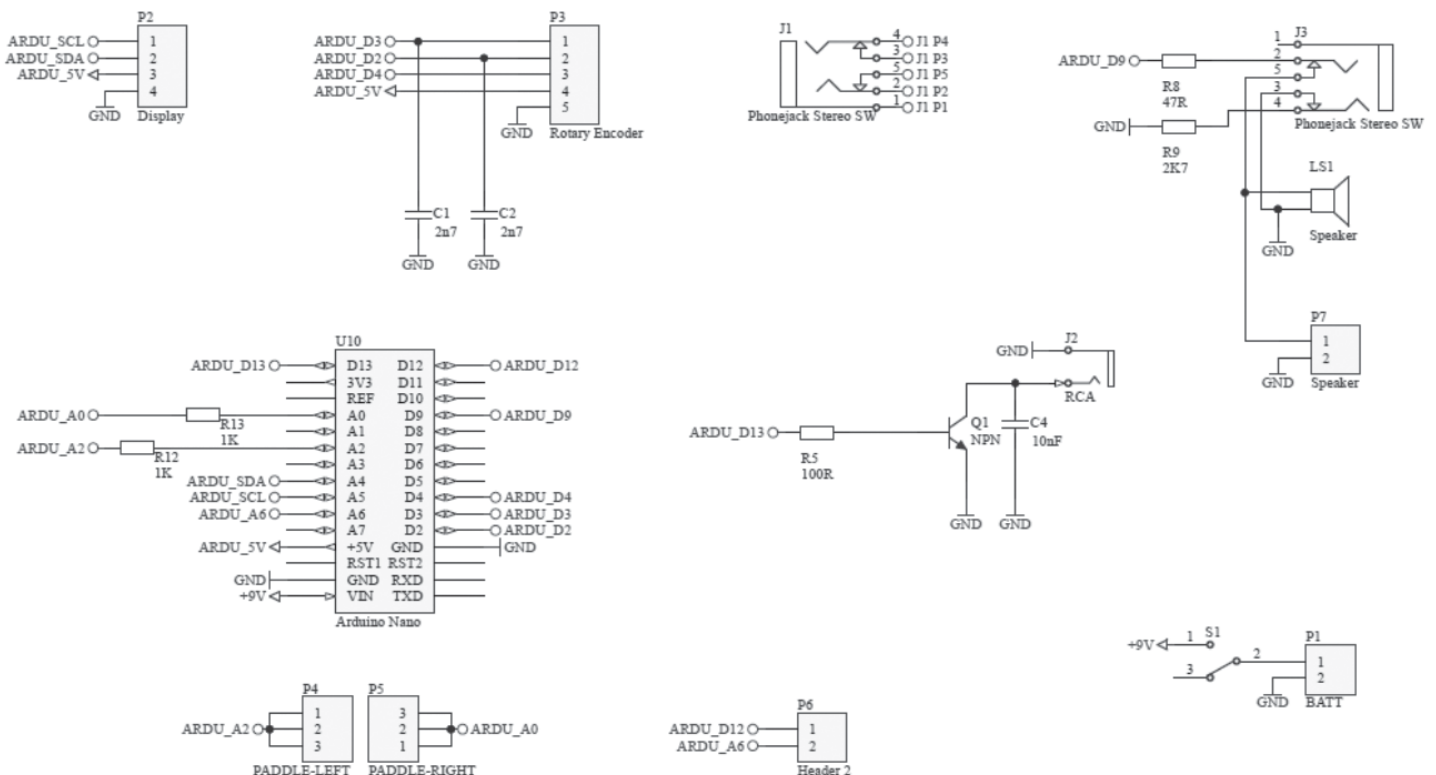 P2
ARDU_SCL 1
ARDU_SDA 2
ARDU_5V 3
4
GND Display
P3
ARDU_D3 1
ARDU_D2 2
ARDU_D4 3
ARDU_5V 4
5
GND Rotary Encoder
C1
2n7
C2
2n7
GND GND
J1
4 J1 P4
3 J1 P3
5 J1 P5
2 J1 P2
1 J1 P1
Phonejack Stereo SW
J3
1
ARDU_D9 2
5
R8
47R
3
4
GND
Phonejack Stereo SW
R9
2K7
LS1
Speaker
GND
P7
1
2
GND Speaker
U10
ARDU_D13 D13 D12 ARDU_D12
3V3 D11
REF D10
ARDU_A0 A0 D9 ARDU_D9
R13
1K
A1 D8
ARDU_A2 A2 D7
R12
1K
A3 D6
ARDU_SDA A4 D5
ARDU_SCL A5 D4 ARDU_D4
ARDU_A6 A6 D3 ARDU_D3
A7 D2 ARDU_D2
ARDU_5V +5V GND GND
RST1 RST2
GND GND RXD
+9V VIN TXD
Arduino Nano
J2
GND
RCA
ARDU_D13
R5
100R
Q1
NPN
C4
10nF
GND GND
S1
+9V 1
2
3
P1
1
2
GND BATT
P4
1
ARDU_A2 2
3
PADDLE-LEFT
P5
3
2 ARDU_A0
1
PADDLE-RIGHT
P6
ARDU_D12 1
ARDU_A6 2
Header 2